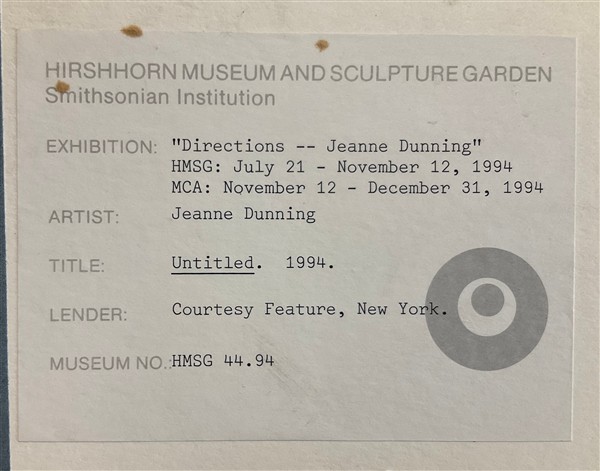 HIRSHHORN MUSEUM AND SCULPTURE GARDEN
Smithsonian Institution
EXHIBITION: "Directions -- Jeanne Dunning"
HMSG: July 21 - November 12, 1994
MCA: November 12 - December 31, 1994
ARTIST: Jeanne Dunning
TITLE: Untitled. 1994.
LENDER: Courtesy Feature, New York.
MUSEUM NO.:HMSG 44.94